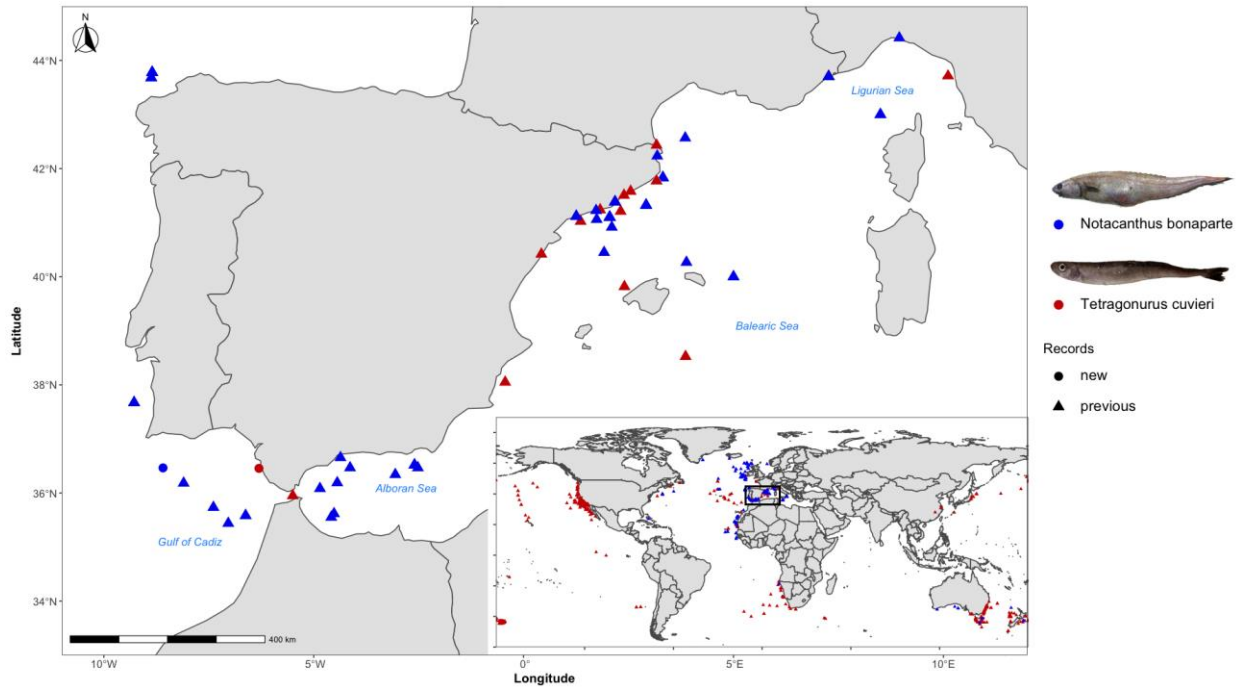 N
44°N
42°N
40°N
38°N
36°N
34°N
Latitude
Ligurian Sea
Balearic Sea
Alboran Sea
Gulf of Cadiz
400 km
10°W
5°W
0°
5°E
10°E
Longitude
Notacanthus bonaparte
Tetragonurus cuvieri
Records
new
previous